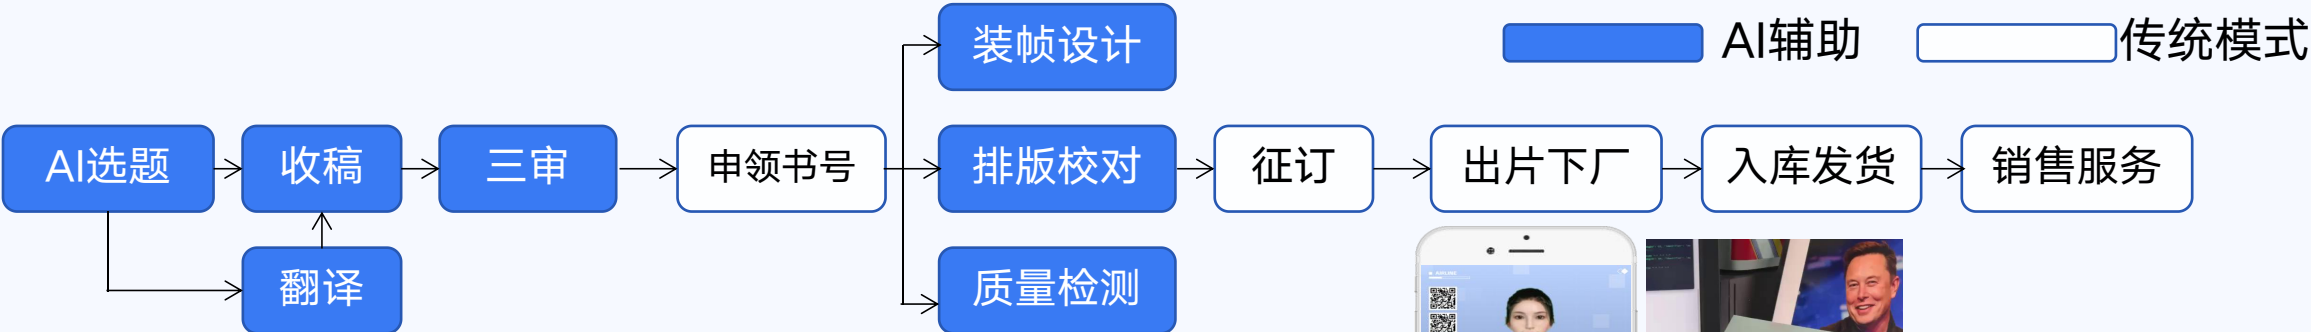 装帧设计
AI辅助
传统模式
AI选题
收稿
三审
申领书号
排版校对
征订
出片下厂
入库发货
销售服务
翻译
质量检测